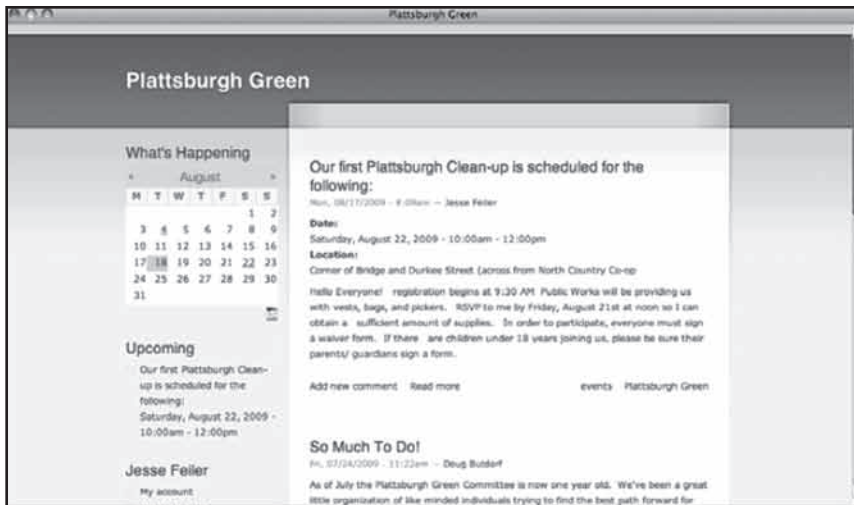 Plattsburgh Green
Plattsburgh Green
What's Happening
« August »
M T W T F S S
1 2
3 4 5 6 7 8 9
10 11 12 13 14 15 16
17 18 19 20 21 22 23
24 25 26 27 28 29 30
31
Upcoming
Our first Plattsburgh Clean-
up is scheduled for the
following:
Saturday, August 22, 2009 -
10:00am - 12:00pm
Jesse Feiler
My account
Our first Plattsburgh Clean-up is scheduled for the
following:
Mon, 08/17/2009 - 8:09am — Jesse Feiler
Date:
Saturday, August 22, 2009 - 10:00am - 12:00pm
Location:
Corner of Bridge and Durkee Street (across from North Country Co-op
Hello Everyone! registration begins at 9:30 AM Public Works will be providing us
with vests, bags, and pickers. RSVP to me by Friday, August 21st at noon so I can
obtain a sufficient amount of supplies. In order to participate, everyone must sign
a waiver form. If there are children under 18 years joining us, please be sure their
parents/ guardians sign a form.
Add new comment Read more events Plattsburgh Green
So Much To Do!
Fri, 07/24/2009 - 11:22am — Doug Butdorf
As of July the Plattsburgh Green Committee is now one year old. We've been a great
little organization of like minded individuals trying to find the best path forward for